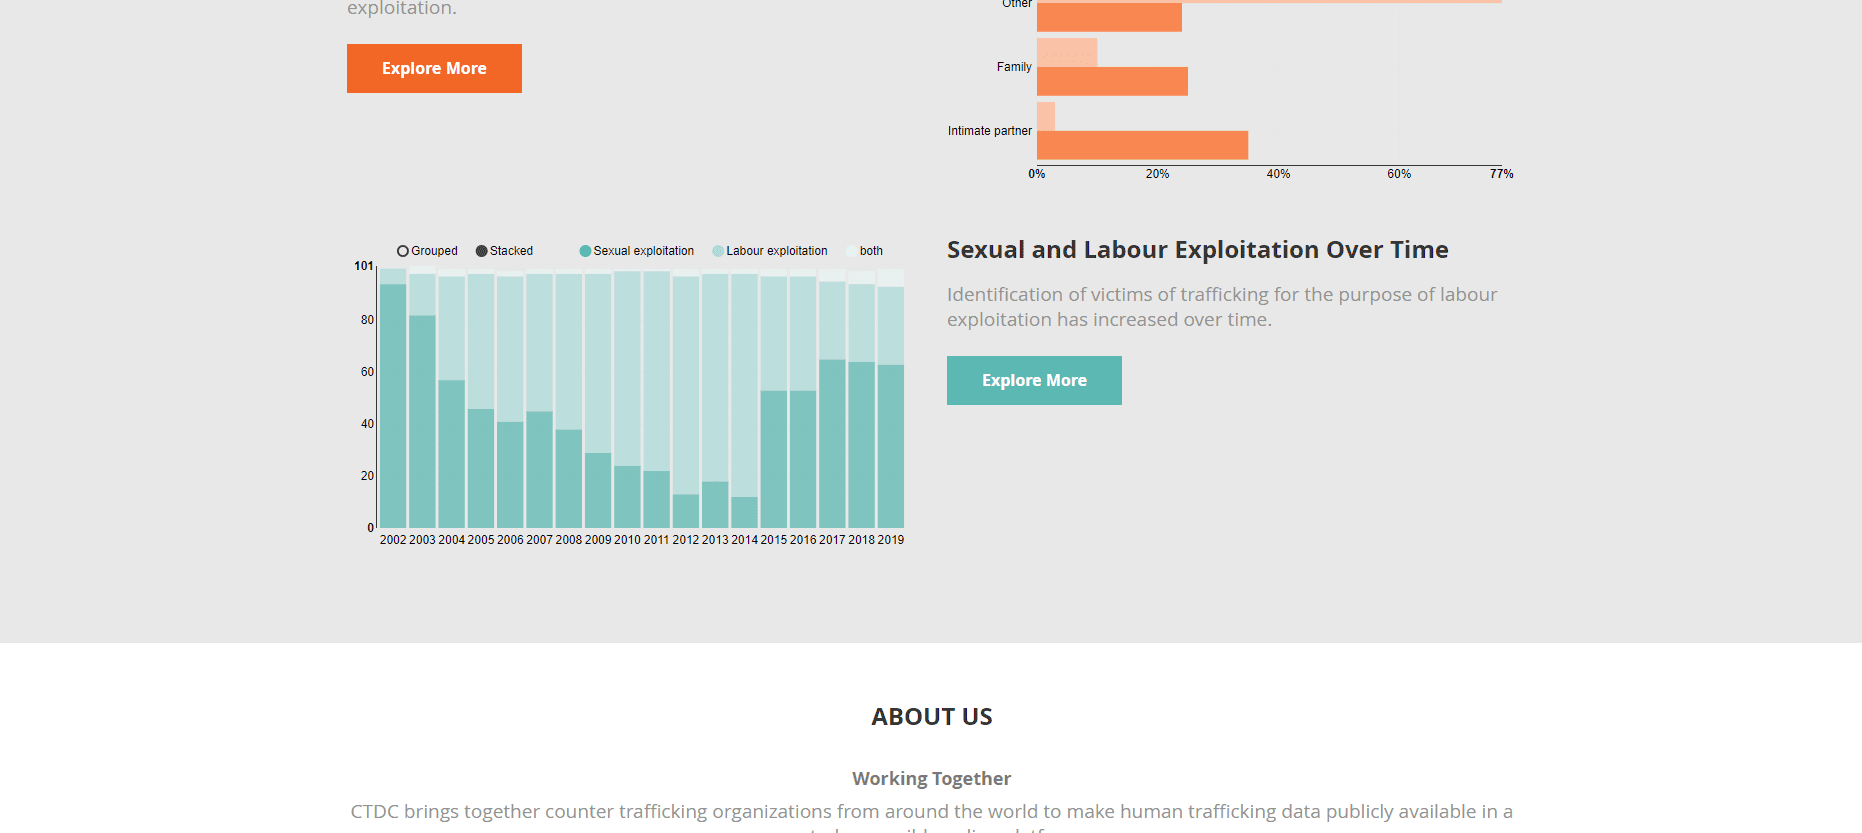 exploitation.
Explore More
Other
Family
Intimate partner
0% 20% 40% 60% 77%
Grouped Stacked Sexual exploitation Labour exploitation both
101
80
60
40
20
0
2002 2003 2004 2005 2006 2007 2008 2009 2010 2011 2012 2013 2014 2015 2016 2017 2018 2019
Sexual and Labour Exploitation Over Time
Identification of victims of trafficking for the purpose of labour
exploitation has increased over time.
Explore More
ABOUT US
Working Together
CTDC brings together counter trafficking organizations from around the world to make human trafficking data publicly available in a